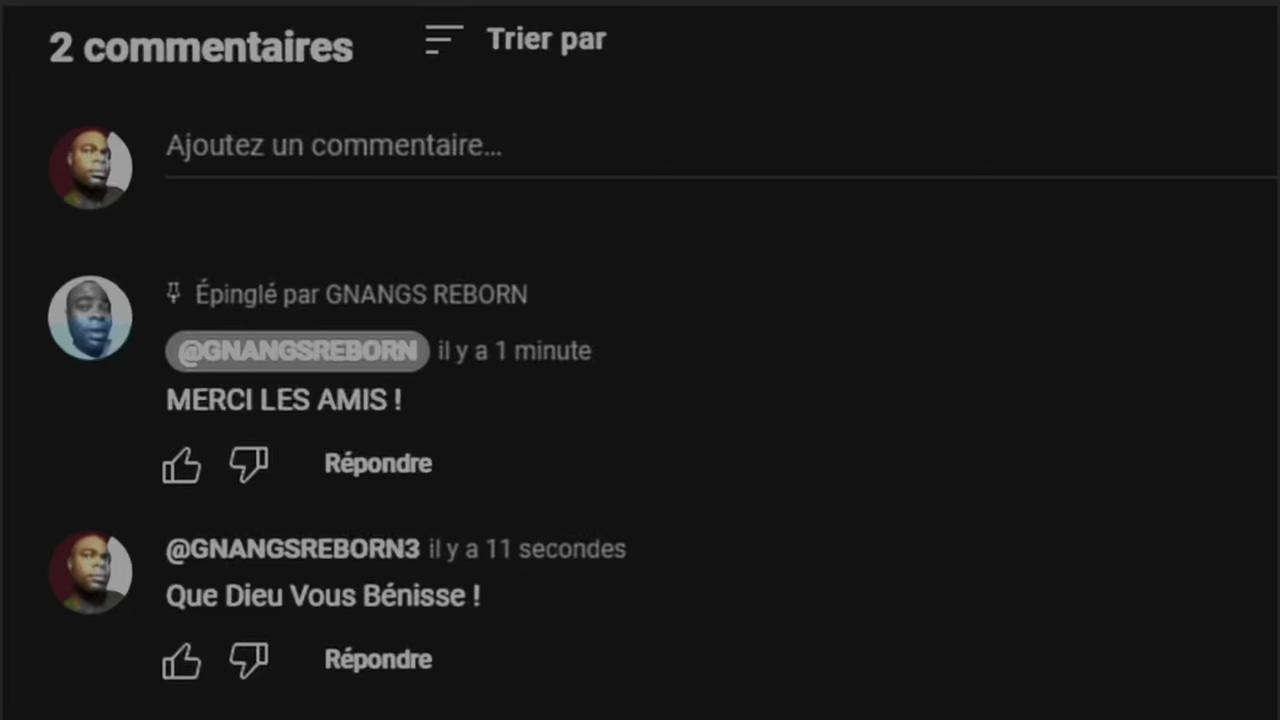 2 commentaires
Trier par
Ajoutez un commentaire...
Épinglé par GNANGS REBORN
@GNANGSREBORN il y a 1 minute
MERCI LES AMIS !
Répondre
@GNANGSREBORN3 il y a 11 secondes
Que Dieu Vous Bénisse !
Répondre